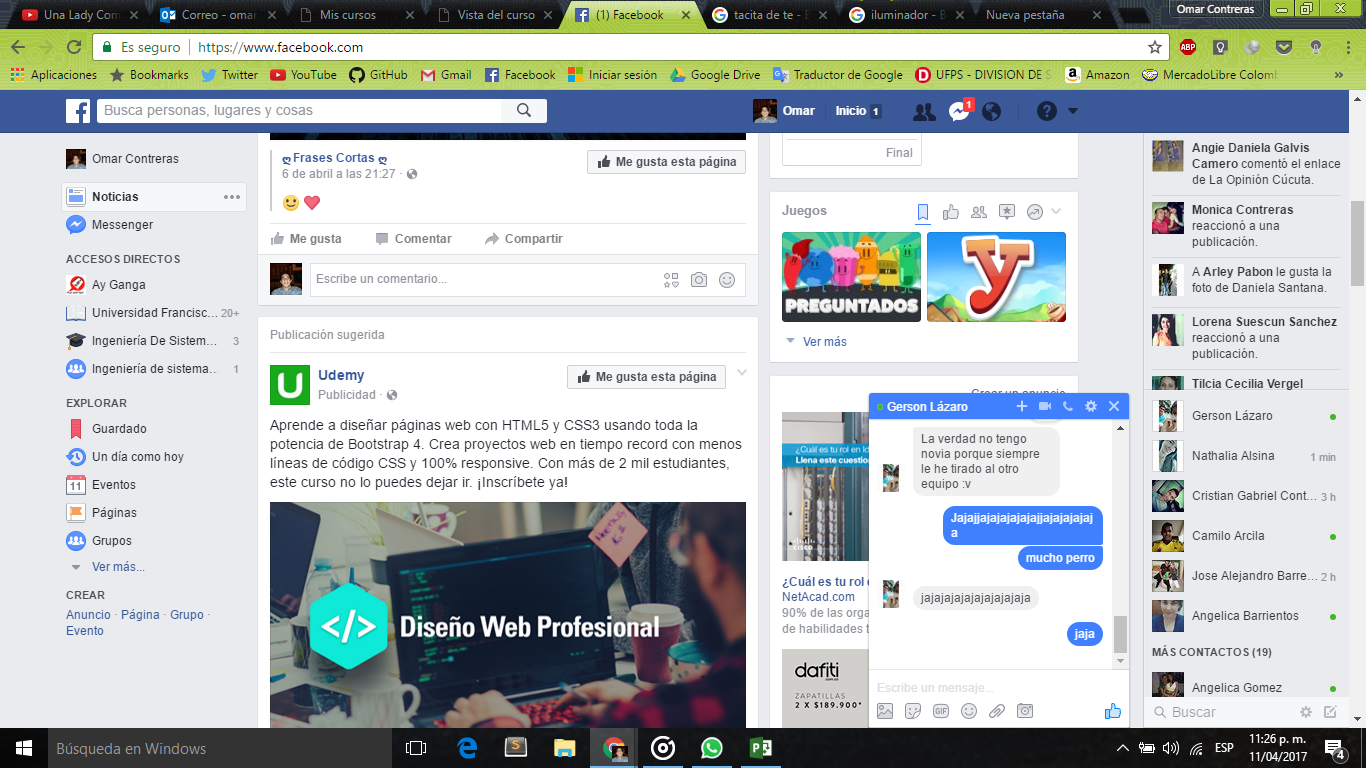 Una Lady Com
Correo - omar
Mis cursos
Vista del curso
(1) Facebook
tacita de te - B
iluminador - B
Nueva pestaña
Omar Contreras
Es seguro
https://www.facebook.com
ABP
Aplicaciones
Bookmarks
Twitter
YouTube
GitHub
Gmail
Facebook
Iniciar sesión
Google Drive
Traductor de Google
UFPS - DIVISION DE S
Amazon
MercadoLibre Colomb
»
Busca personas, lugares y cosas
Omar
Inicio 1
1
Omar Contreras
Noticias
Messenger
ACCESOS DIRECTOS
Ay Ganga
Universidad Francisc... 20+
Ingeniería De Sistem... 3
Ingeniería de sistema... 1
EXPLORAR
Guardado
Un día como hoy
11 Eventos
Páginas
Grupos
Ver más...
CREAR
Anuncio · Página · Grupo ·
Evento
ღ Frases Cortas ღ
6 de abril a las 21:27 ·
Me gusta esta página
Me gusta
Comentar
Compartir
Escribe un comentario...
Publicación sugerida
Udemy
Publicidad ·
Me gusta esta página
Aprende a diseñar páginas web con HTML5 y CSS3 usando toda la
potencia de Bootstrap 4. Crea proyectos web en tiempo record con menos
líneas de código CSS y 100% responsive. Con más de 2 mil estudiantes,
este curso no lo puedes dejar ir. ¡Inscríbete ya!
</> Diseño Web Profesional
Final
Juegos
PREGUNTADOS
Y
Ver más
Crear un anuncio
¿Cuál es tu rol en Io
Llena este cuestion
CISCO
¿Cuál es tu rol e
NetAcad.com
90% de las orga
de habilidades t
dafiti
.com.co
ZAPATILLAS
2 X $189.900*
Gerson Lázaro
La verdad no tengo
novia porque siempre
le he tirado al otro
equipo :v
Jajajjajajajajajajjajajajajaj
a
mucho perro
jajajajajajajajajajaja
jaja
Escribe un mensaje...
GIF
Angie Daniela Galvis
Camero comentó el enlace
de La Opinión Cúcuta.
Monica Contreras
reaccionó a una
publicación.
A Arley Pabon le gusta la
foto de Daniela Santana.
Lorena Suescun Sanchez
reaccionó a una
publicación.
Tilcia Cecilia Vergel
Gerson Lázaro
Nathalia Alsina 1 min
Cristian Gabriel Cont... 3 h
Camilo Arcila
Jose Alejandro Barre... 2 h
Angelica Barrientos
MÁS CONTACTOS (19)
Angelica Gomez
Buscar
Búsqueda en Windows
ESP
11:26 p. m.
11/04/2017
4